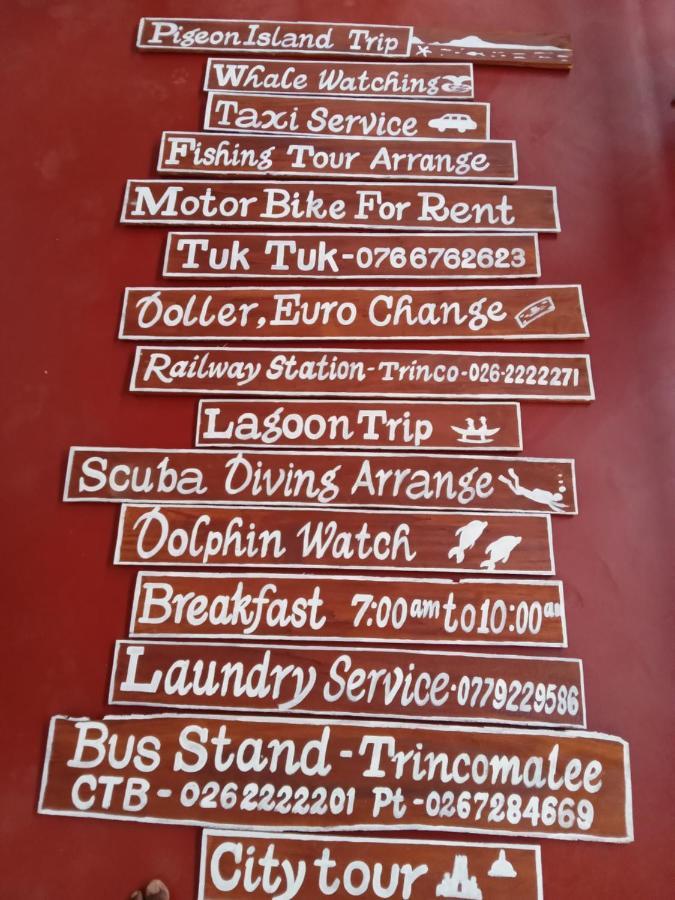 Pigeon Island Trip
Whale Watching
Taxi Service
Fishing Tour Arrange
Motor Bike For Rent
Tuk Tuk-0766762623
Doller, Euro Change
Railway Station-Trinco-026-2222271
Lagoon Trip
Scuba Diving Arrange
Dolphin Watch
Breakfast 7:00am to 10:00am
Laundry Service-0779229586
Bus Stand-Trincomalee
CTB-0262222201 Pt-0267284669
City tour